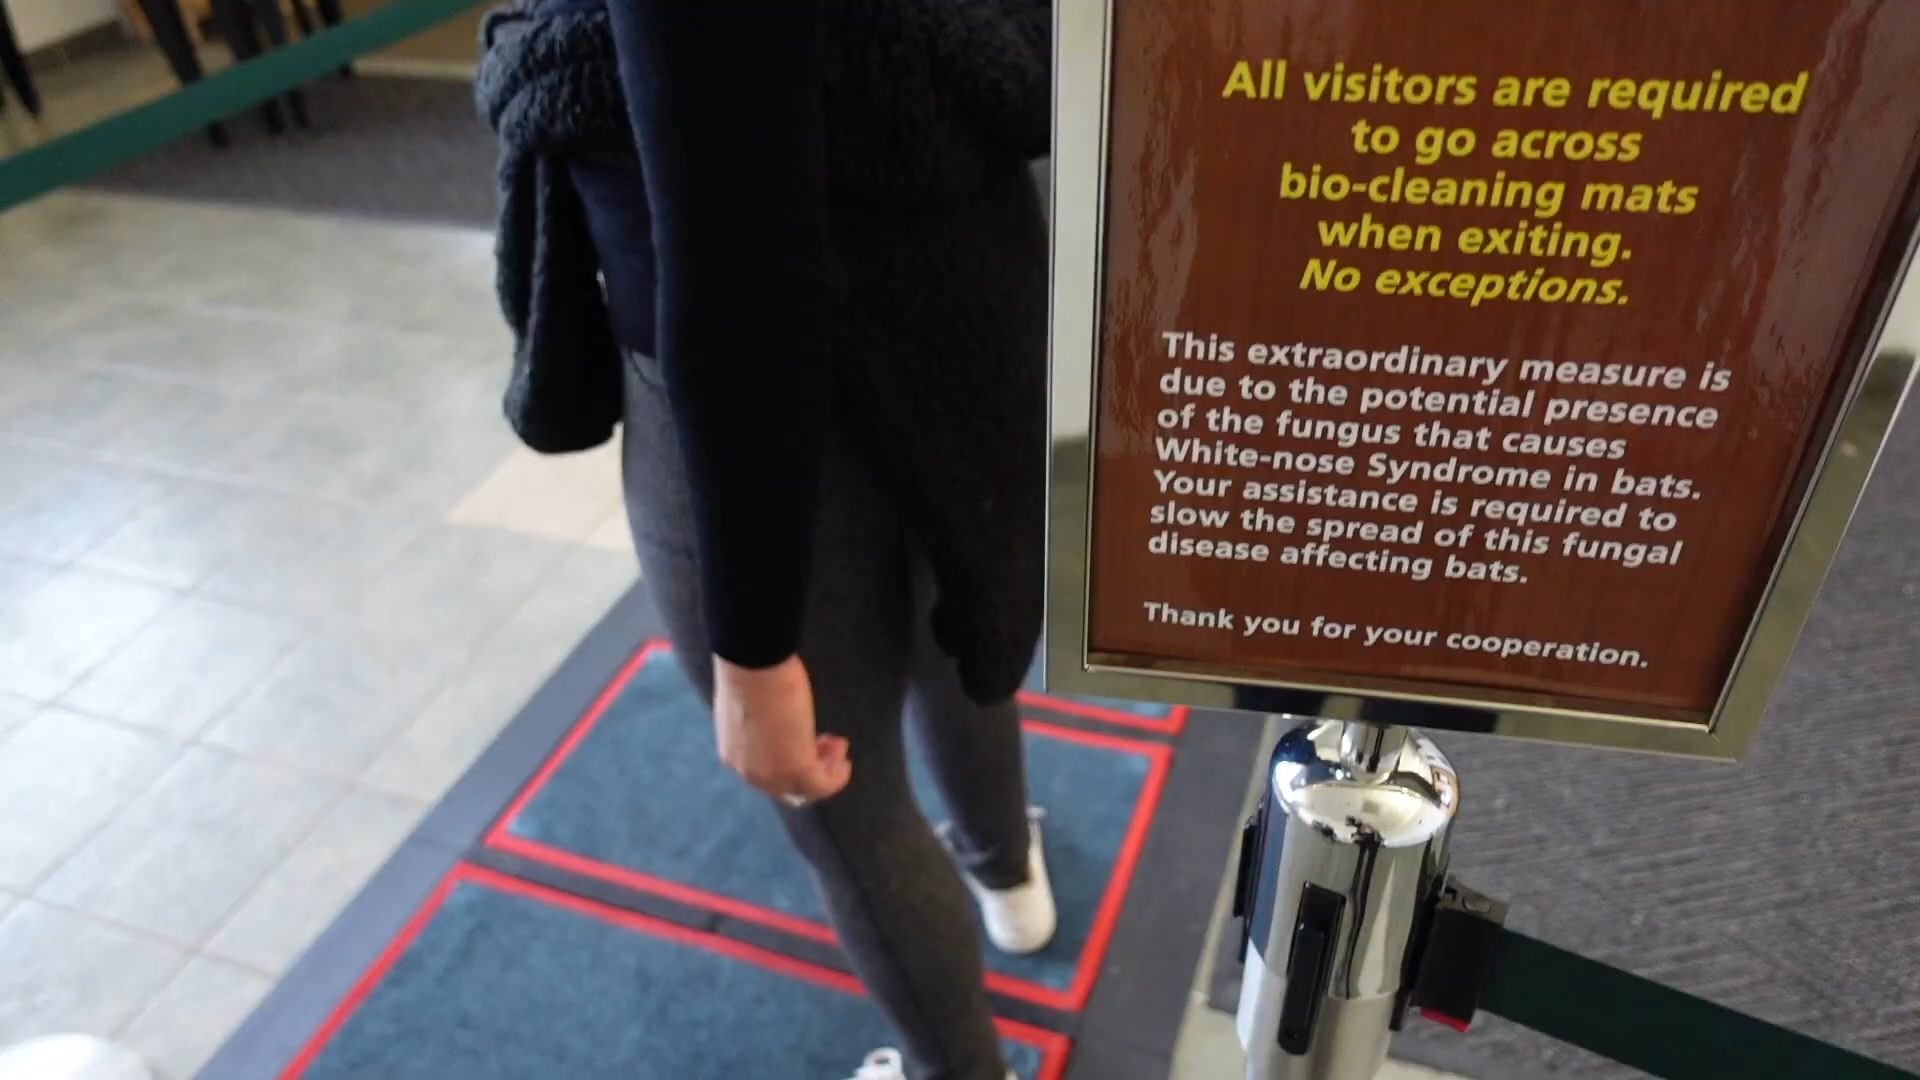 All visitors are required
to go across
bio-cleaning mats
when exiting.
No exceptions.
This extraordinary measure is
due to the potential presence
of the fungus that causes
White-nose Syndrome in bats.
Your assistance is required to
slow the spread of this fungal
disease affecting bats.
Thank you for your cooperation.